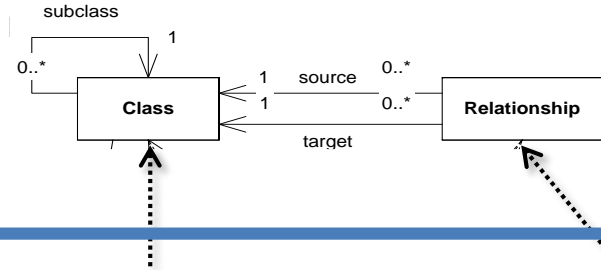 subclass
1
0..*
1 source 0..*
Class
1 0..*
Relationship
target